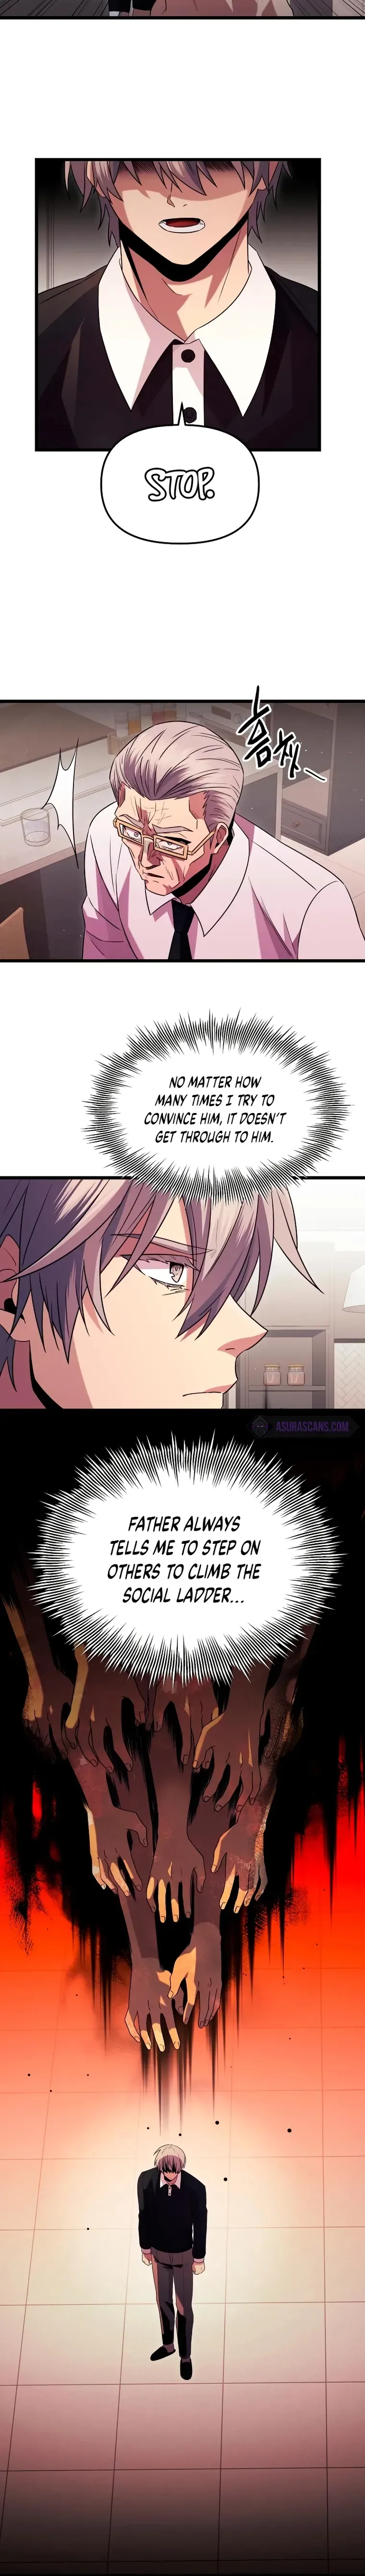 STOP.
흠칫
NO MATTER HOW
MANY TIMES I TRY TO
CONVINCE HIM, IT DOESN'T
GET THROUGH TO HIM.
ASURASCANS.COM
FATHER ALWAYS
TELLS ME TO STEP ON
OTHERS TO CLIMB THE
SOCIAL LADDER...